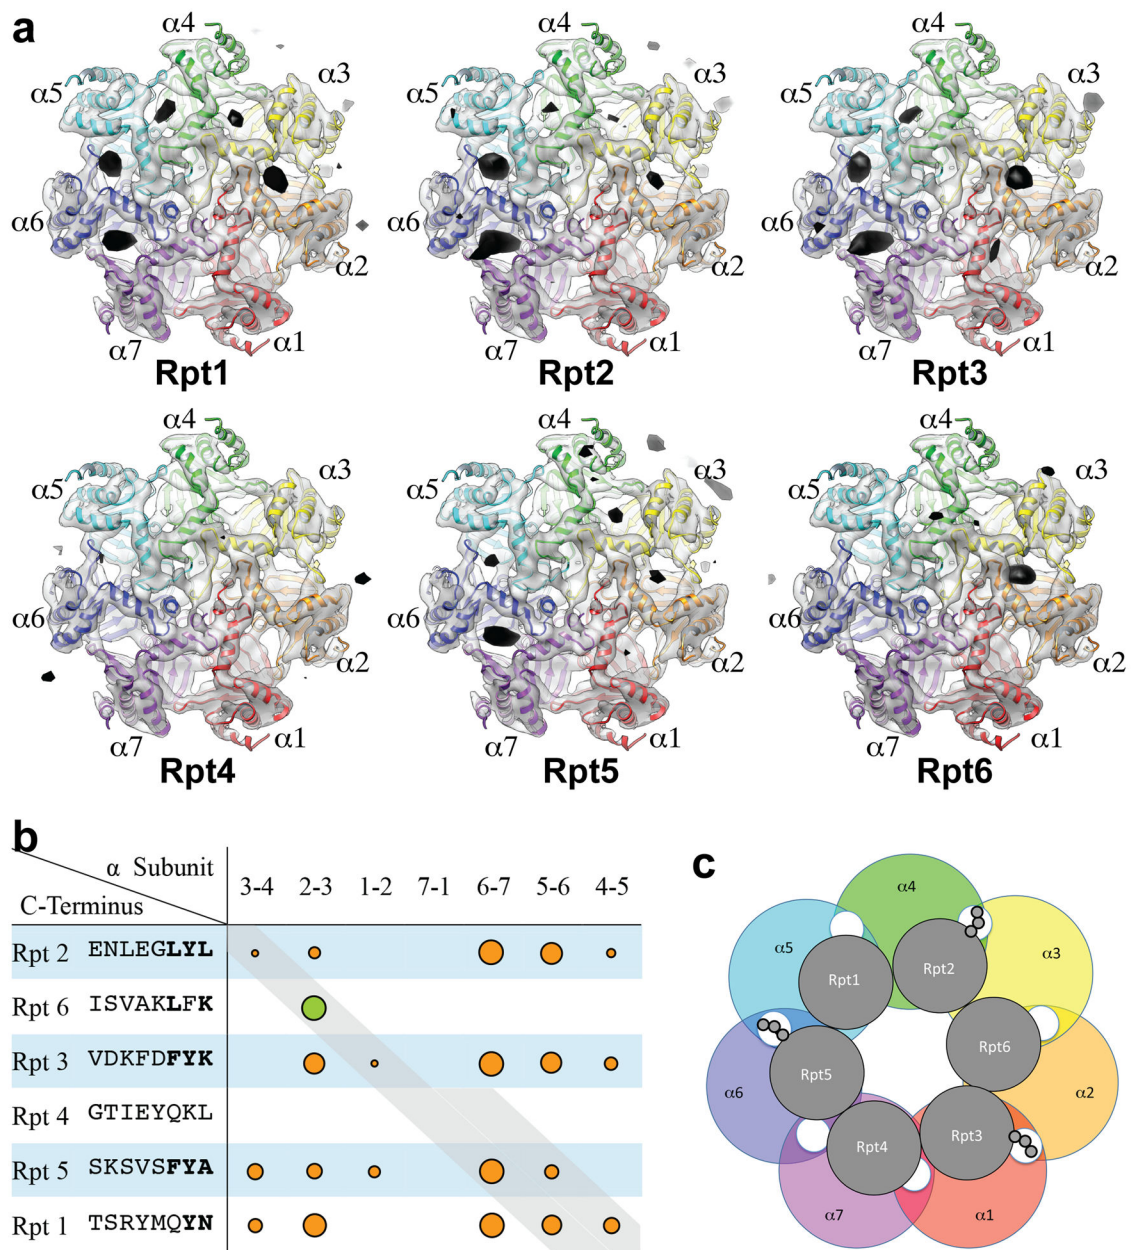 a
α4 α4 α4
α3 α3 α3
α5 α5 α5
α6 α6 α6
α2 α2 α2
α7 α1 α7 α1 α7 α1
Rpt1 Rpt2 Rpt3
α4 α4 α4
α3 α3 α3
α5 α5 α5
α6 α6 α6
α2 α2 α2
α7 α1 α7 α1 α7 α1
Rpt4 Rpt5 Rpt6
b
α Subunit
C-Terminus
3-4 2-3 1-2 7-1 6-7 5-6 4-5
Rpt 2 ENLEGLYL
Rpt 6 ISVAKLFK
Rpt 3 VDKFDFYK
Rpt 4 GTIEYQKL
Rpt 5 SKSVSFYA
Rpt 1 TSRYMQYN
c
α4
α5 α3
Rpt1 Rpt2
Rpt6
Rpt5
α6 α2
Rpt4 Rpt3
α7 α1